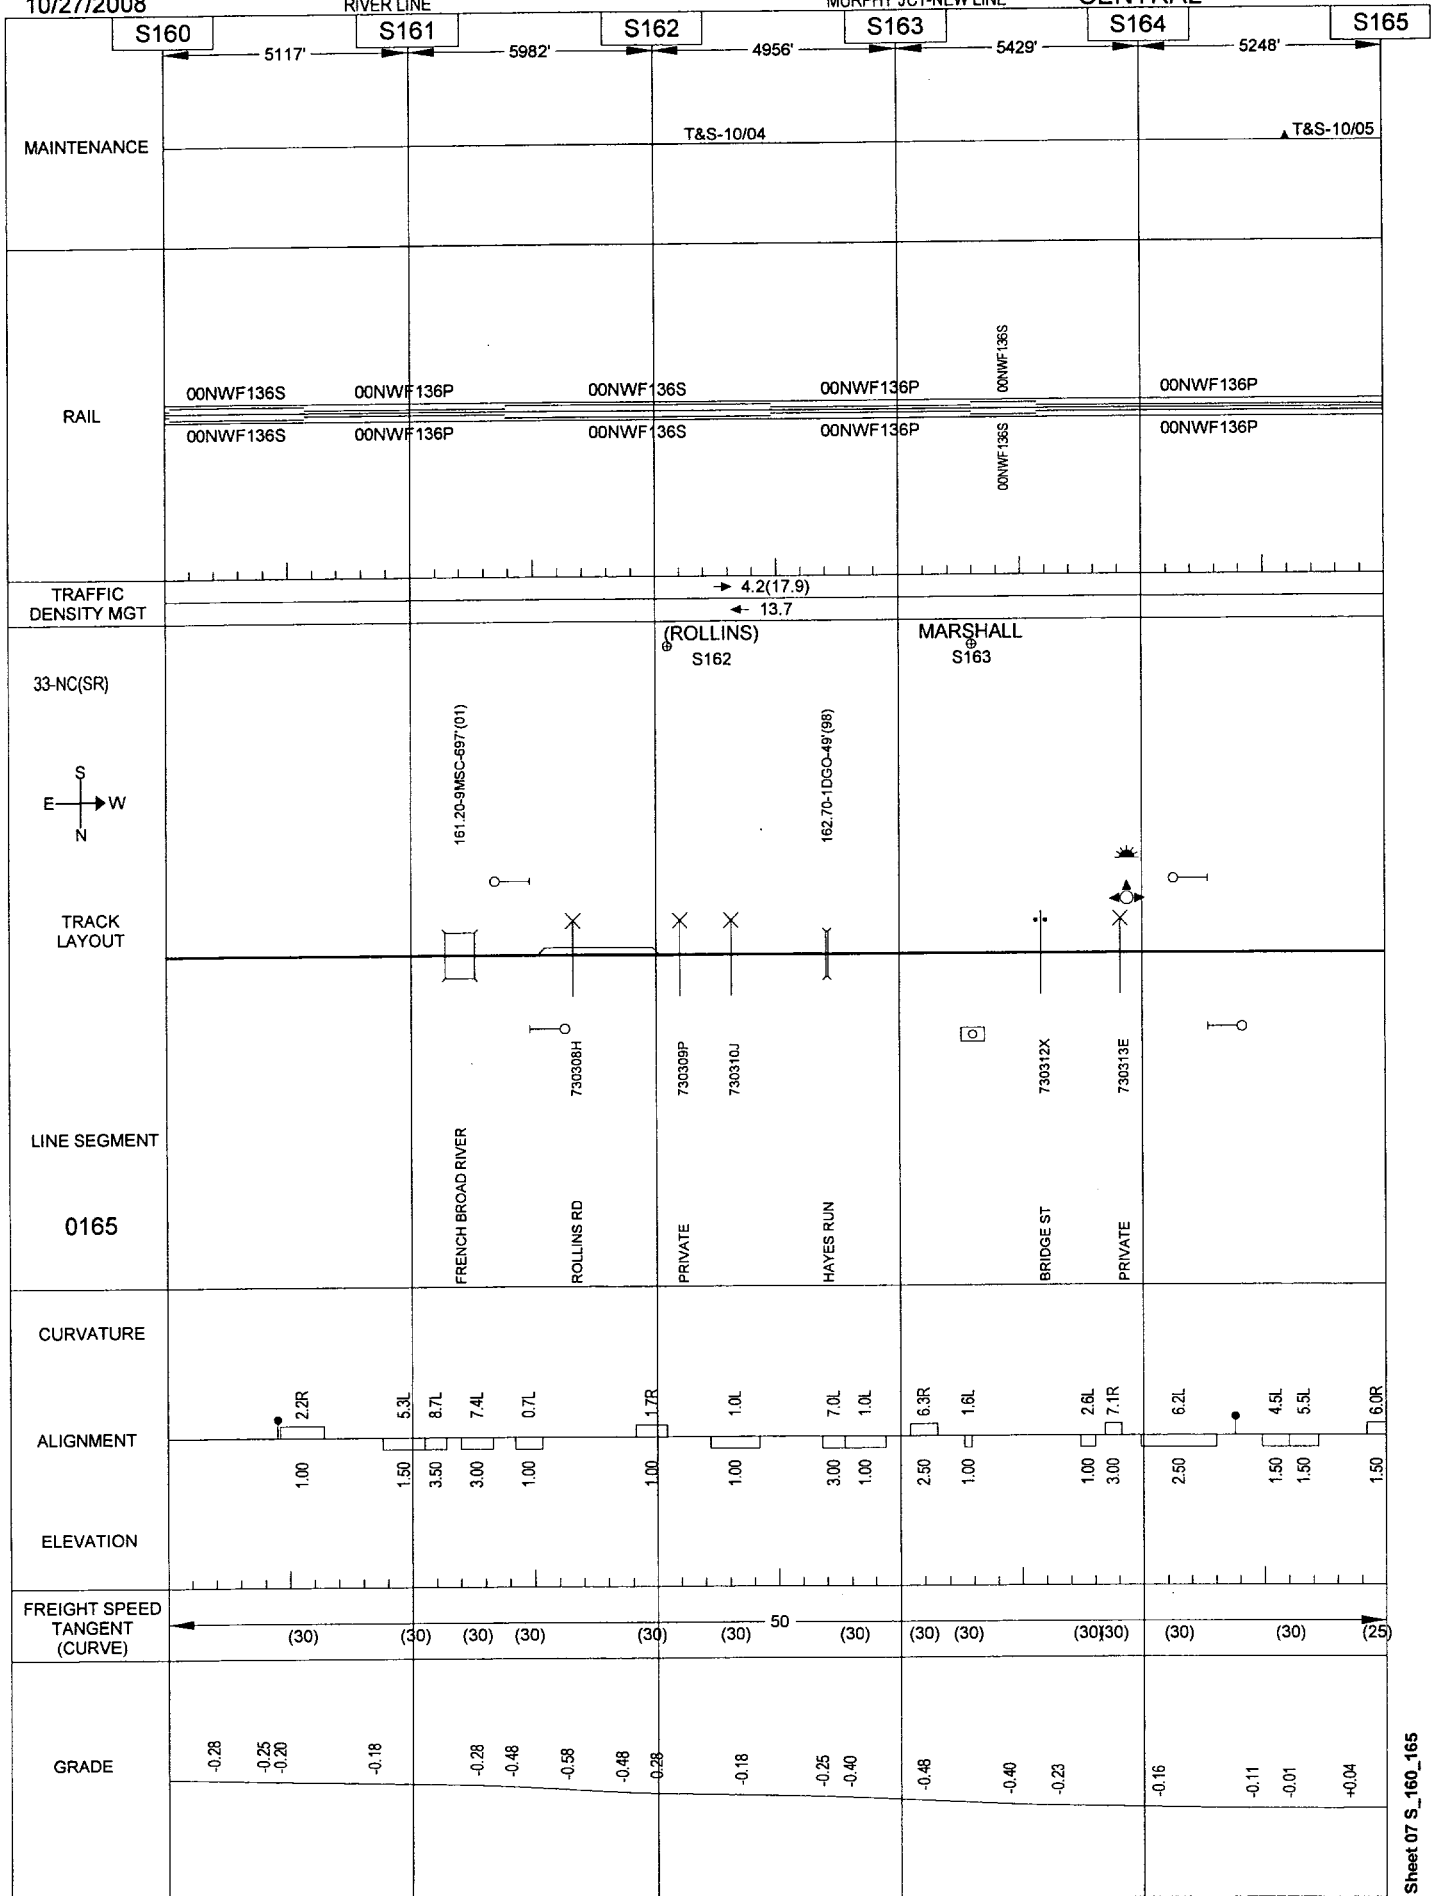 10/27/2008
RIVER LINE
MURPHY JCT-NEW LINE
CENTRAL
S160
S161
S162
S163
S164
S165
5117'
5982'
4956'
5429'
5248'
MAINTENANCE
T&S-10/04
T&S-10/05
RAIL
00NWF136S
00NWF136P
00NWF136S
00NWF136P
00NWF136S
00NWF136P
00NWF136S
00NWF136P
00NWF136S
00NWF136P
00NWF136S
00NWF136P
TRAFFIC
DENSITY MGT
4.2(17.9)
13.7
(ROLLINS)
S162
MARSHALL
S163
33-NC(SR)
S
E
W
N
161.20-9MSC-697'(01)
162.70-1DGO-49'(98)
TRACK
LAYOUT
730308H
730309P
730310J
730312X
730313E
LINE SEGMENT
0165
FRENCH BROAD RIVER
ROLLINS RD
PRIVATE
HAYES RUN
BRIDGE ST
PRIVATE
CURVATURE
2.2R
5.3L
8.7L
7.4L
0.7L
1.7R
1.0L
7.0L
1.0L
6.3R
1.6L
2.6L
7.1R
6.2L
4.5L
5.5L
6.0R
ALIGNMENT
1.00
1.50
3.50
3.00
1.00
1.00
1.00
3.00
1.00
2.50
1.00
1.00
3.00
2.50
1.50
1.50
1.50
ELEVATION
FREIGHT SPEED
TANGENT
(CURVE)
50
(30)
(30)
(30)
(30)
(30)
(30)
(30)
(30)
(30)
(30)
(30)
(30)
(30)
(25)
GRADE
-0.28
-0.25
-0.20
-0.18
-0.28
-0.48
-0.58
-0.48
-0.28
-0.18
-0.25
-0.40
-0.48
-0.40
-0.23
-0.16
-0.11
-0.01
+0.04
Sheet 07 S_160_165